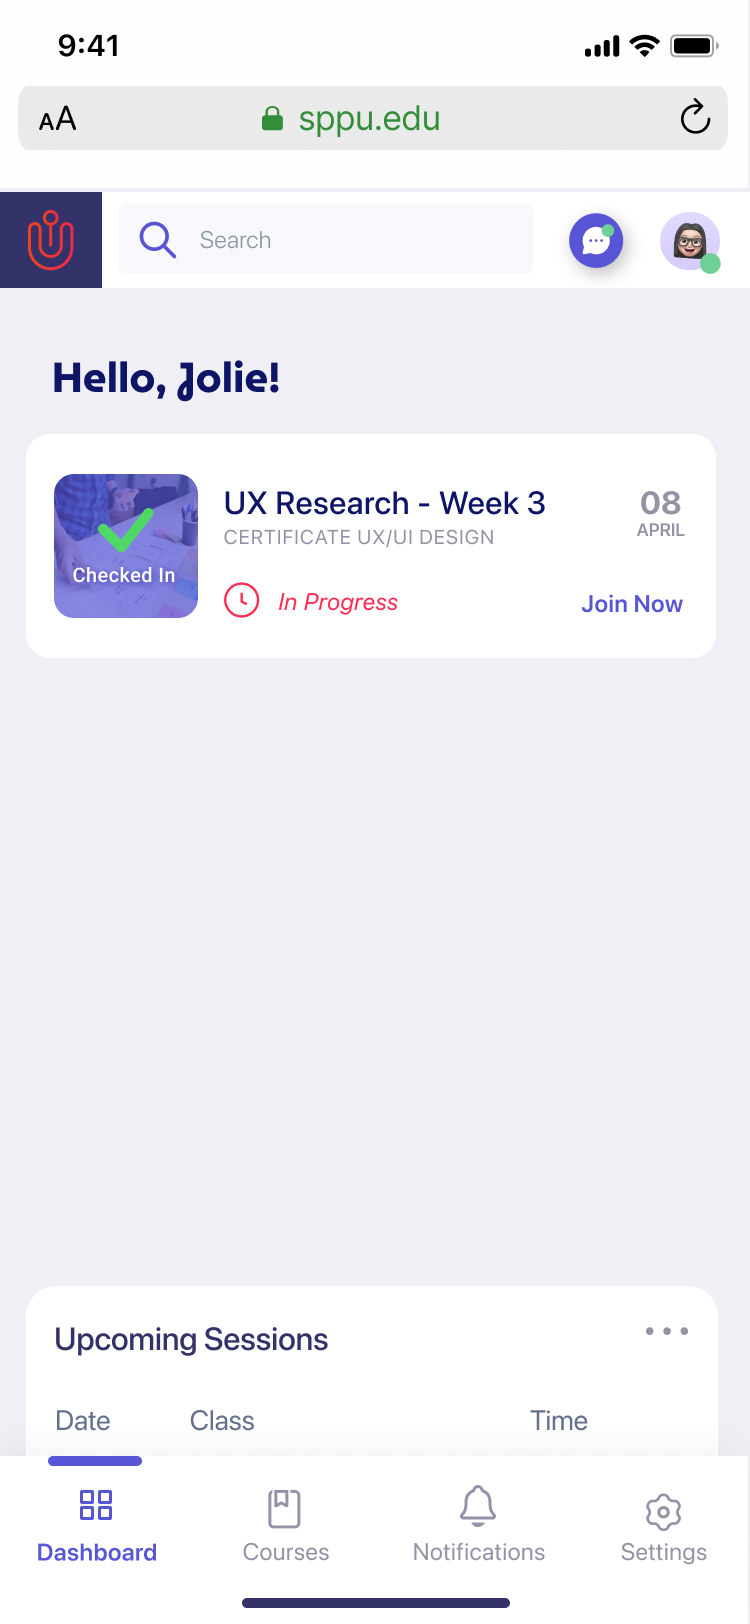 9:41
AA
sppu.edu
Search
Hello, Jolie!
UX Research - Week 3
08
CERTIFICATE UX/UI DESIGN
APRIL
Checked In
In Progress
Join Now
Upcoming Sessions
Date Class Time
Dashboard Courses Notifications Settings